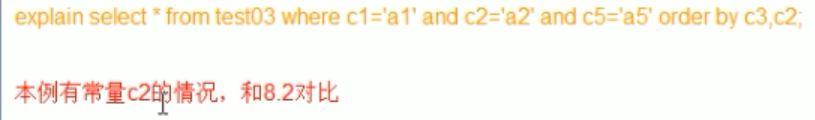 explain select * from test03 where c1='a1' and c2='a2' and c5='a5' order by c3,c2;
本例有常量c2的情况，和8.2对比